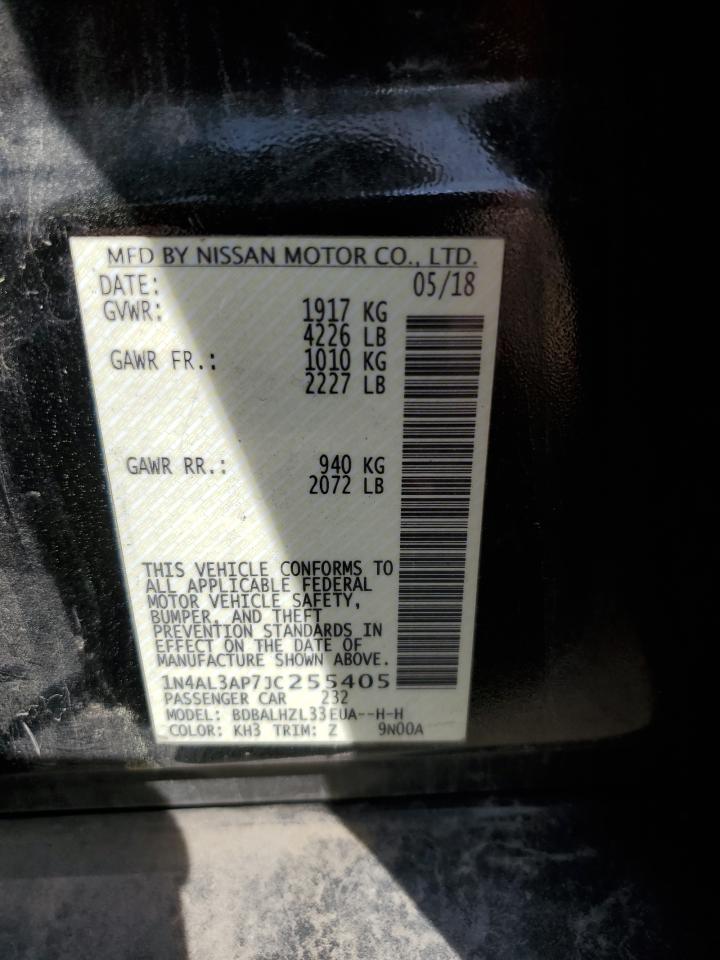 MFD BY NISSAN MOTOR CO., LTD.
DATE: 05/18
GVWR: 1917 KG
4226 LB
GAWR FR.: 1010 KG
2227 LB
GAWR RR.: 940 KG
2072 LB
THIS VEHICLE CONFORMS TO
ALL APPLICABLE FEDERAL
MOTOR VEHICLE SAFETY,
BUMPER, AND THEFT
PREVENTION STANDARDS IN
EFFECT ON THE DATE OF
MANUFACTURE SHOWN ABOVE.
1N4AL3AP7JC255405
PASSENGER CAR 232
MODEL: BDBALHZL33EUA--H-H
COLOR: KH3 TRIM: Z 9N00A